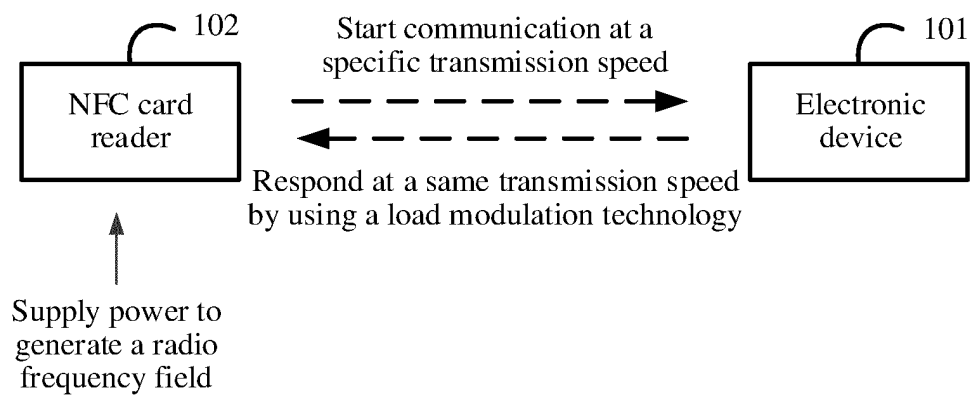 102
NFC card
reader
Start communication at a
specific transmission speed
101
Electronic
device
Respond at a same transmission speed
by using a load modulation technology
Supply power to
generate a radio
frequency field